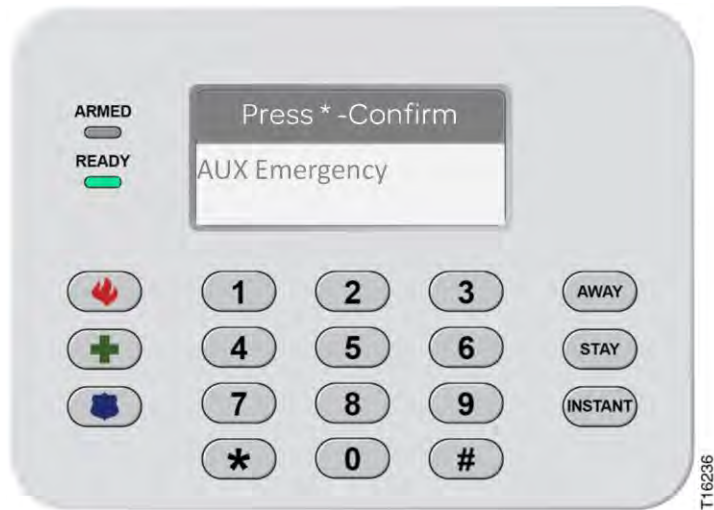 ARMED
READY
Press * -Confirm
AUX Emergency
1 2 3 AWAY
4 5 6 STAY
7 8 9 INSTANT
* 0 #
T16236